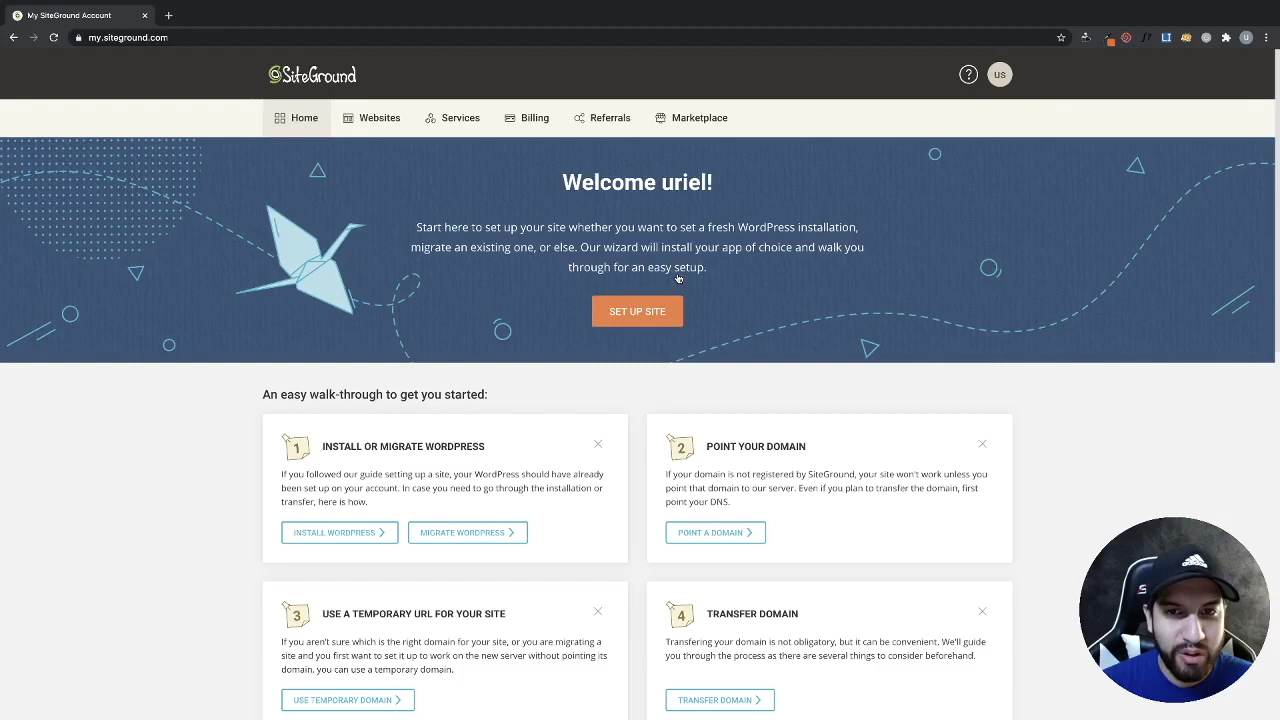 My SiteGround Account
my.siteground.com
U
SiteGround
?
US
Home
Websites
Services
Billing
Referrals
Marketplace
Welcome uriel!
Start here to set up your site whether you want to set a fresh WordPress installation,
migrate an existing one, or else. Our wizard will install your app of choice and walk you
through for an easy setup.
SET UP SITE
An easy walk-through to get you started:
1
INSTALL OR MIGRATE WORDPRESS
If you followed our guide setting up a site, your WordPress should have already
been set up on your account. In case you need to go through the installation or
transfer, here is how.
INSTALL WORDPRESS
MIGRATE WORDPRESS
2
POINT YOUR DOMAIN
If your domain is not registered by SiteGround, your site won't work unless you
point that domain to our server. Even if you plan to transfer the domain, first
point your DNS.
POINT A DOMAIN
3
USE A TEMPORARY URL FOR YOUR SITE
If you aren't sure which is the right domain for your site, or you are migrating a
site and you first want to set it up to work on the new server without pointing its
domain, you can use a temporary domain.
USE TEMPORARY DOMAIN
4
TRANSFER DOMAIN
Transfering your domain is not obligatory, but it can be convenient. We'll guide
you through the process as there are several things to consider beforehand.
TRANSFER DOMAIN